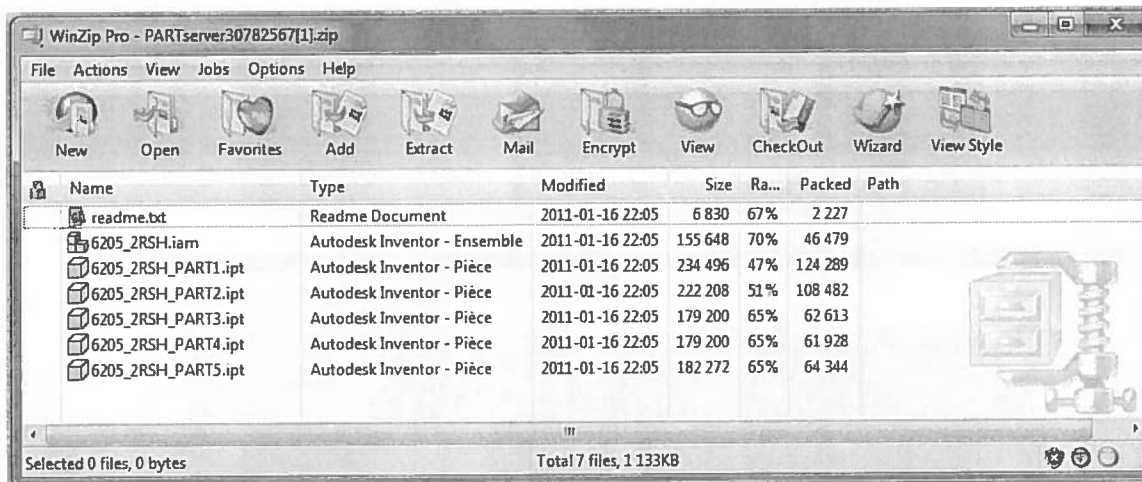 WinZip Pro - PARTserver30782567[1].zip
File Actions View Jobs Options Help
New Open Favorites Add Extract Mail Encrypt View CheckOut Wizard View Style
Name Type Modified Size Ra... Packed Path
readme.txt Readme Document 2011-01-16 22:05 6 830 67% 2 227
6205_2RSH.iam Autodesk Inventor - Ensemble 2011-01-16 22:05 155 648 70% 46 479
6205_2RSH_PART1.ipt Autodesk Inventor - Pièce 2011-01-16 22:05 234 496 47% 124 289
6205_2RSH_PART2.ipt Autodesk Inventor - Pièce 2011-01-16 22:05 222 208 51% 108 482
6205_2RSH_PART3.ipt Autodesk Inventor - Pièce 2011-01-16 22:05 179 200 65% 62 613
6205_2RSH_PART4.ipt Autodesk Inventor - Pièce 2011-01-16 22:05 179 200 65% 61 928
6205_2RSH_PART5.ipt Autodesk Inventor - Pièce 2011-01-16 22:05 182 272 65% 64 344
Selected 0 files, 0 bytes Total 7 files, 1 133KB